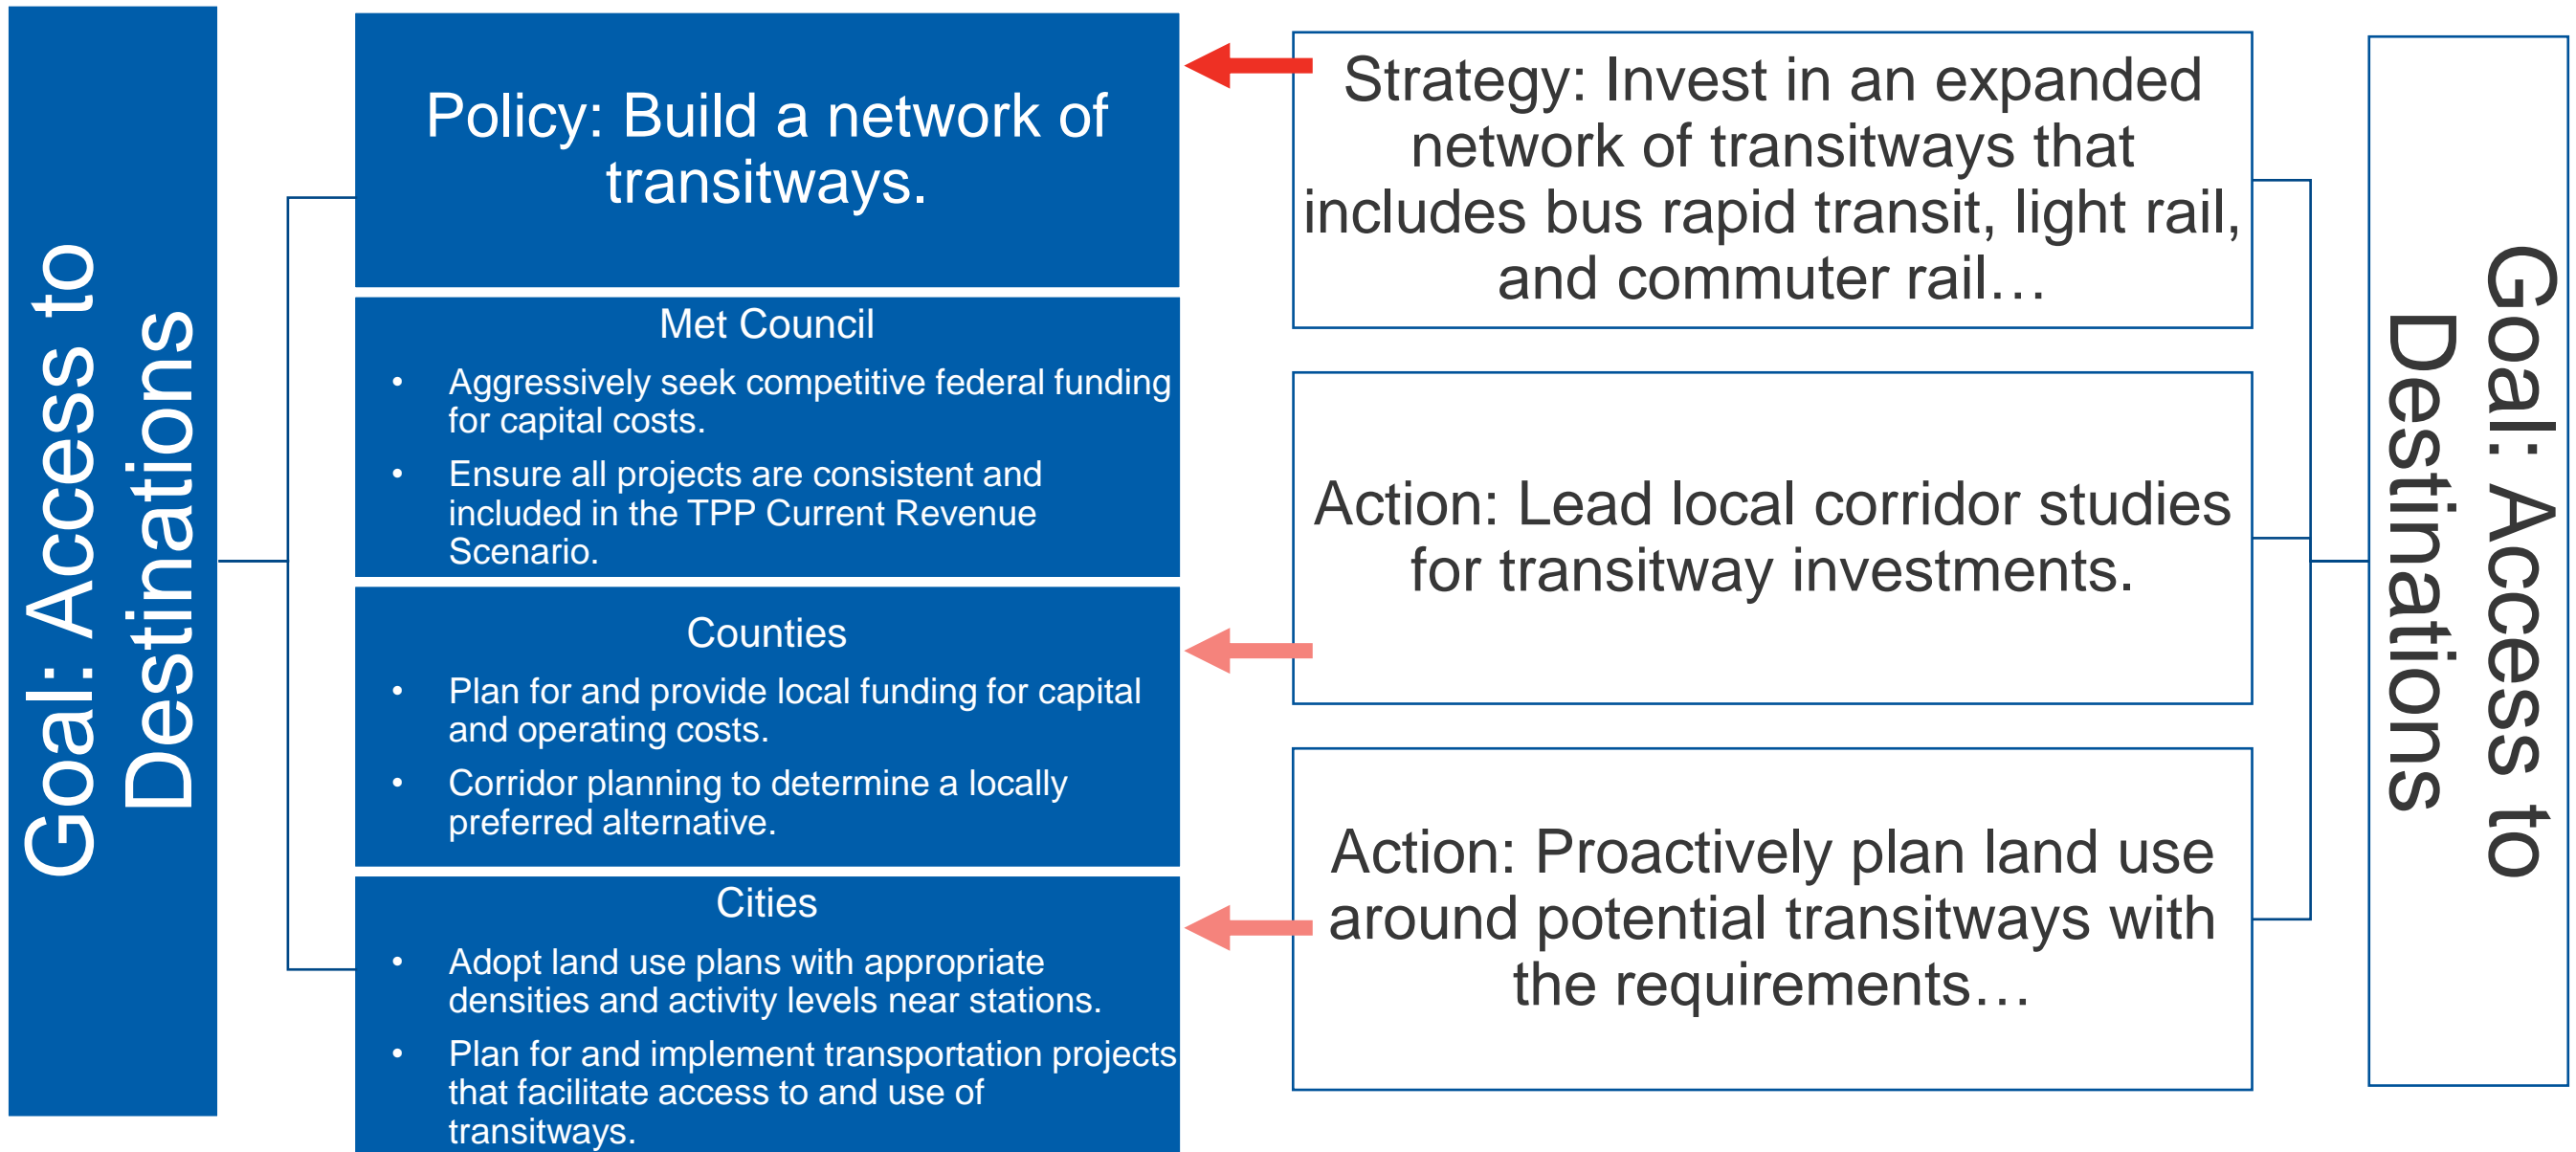 Goal: Access to
Destinations
Policy: Build a network of
transitways.
Met Council
• Aggressively seek competitive federal funding
for capital costs.
• Ensure all projects are consistent and
included in the TPP Current Revenue
Scenario.
Counties
• Plan for and provide local funding for capital
and operating costs.
• Corridor planning to determine a locally
preferred alternative.
Cities
• Adopt land use plans with appropriate
densities and activity levels near stations.
• Plan for and implement transportation projects
that facilitate access to and use of
transitways.
Strategy: Invest in an expanded
network of transitways that
includes bus rapid transit, light rail,
and commuter rail…
Action: Lead local corridor studies
for transitway investments.
Action: Proactively plan land use
around potential transitways with
the requirements…
Goal: Access to
Destinations